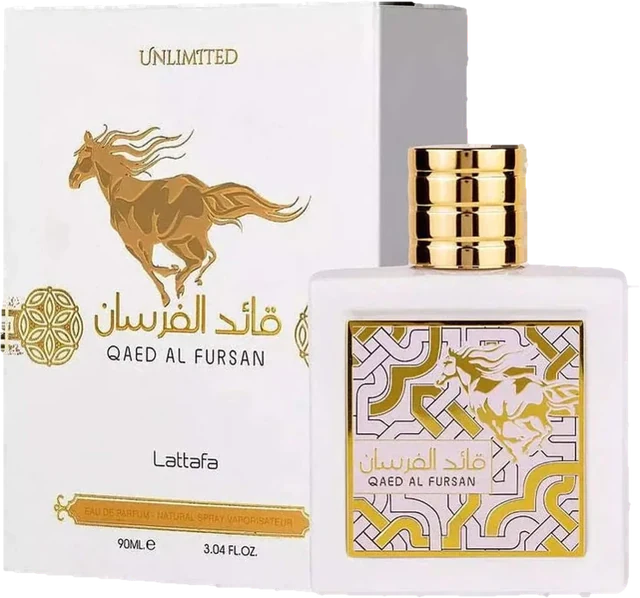 UNLIMITED
قائد الفرسان
QAED AL FURSAN
Lattafa
EAU DE PARFUM - NATURAL SPRAY VAPORISATEUR
90ML.e
3.04 FL.OZ.
قائد الفرسان
QAED AL FURSAN